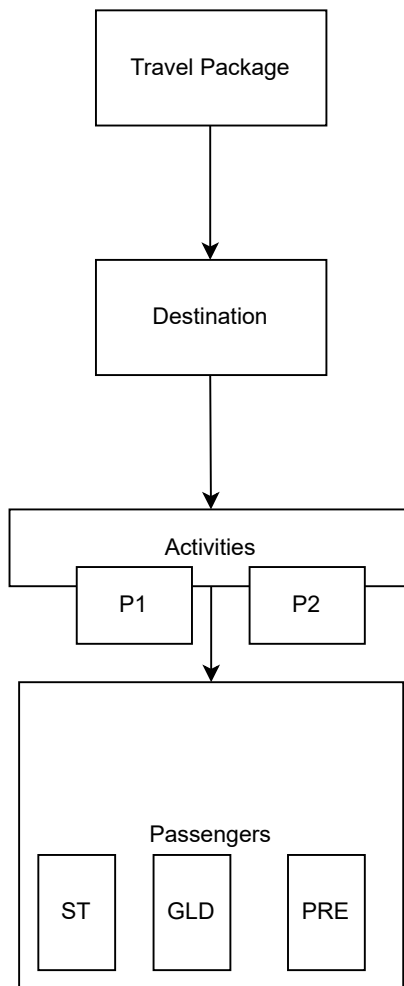 Travel Package
Destination
Activities
P1 P2
Passengers
ST GLD PRE